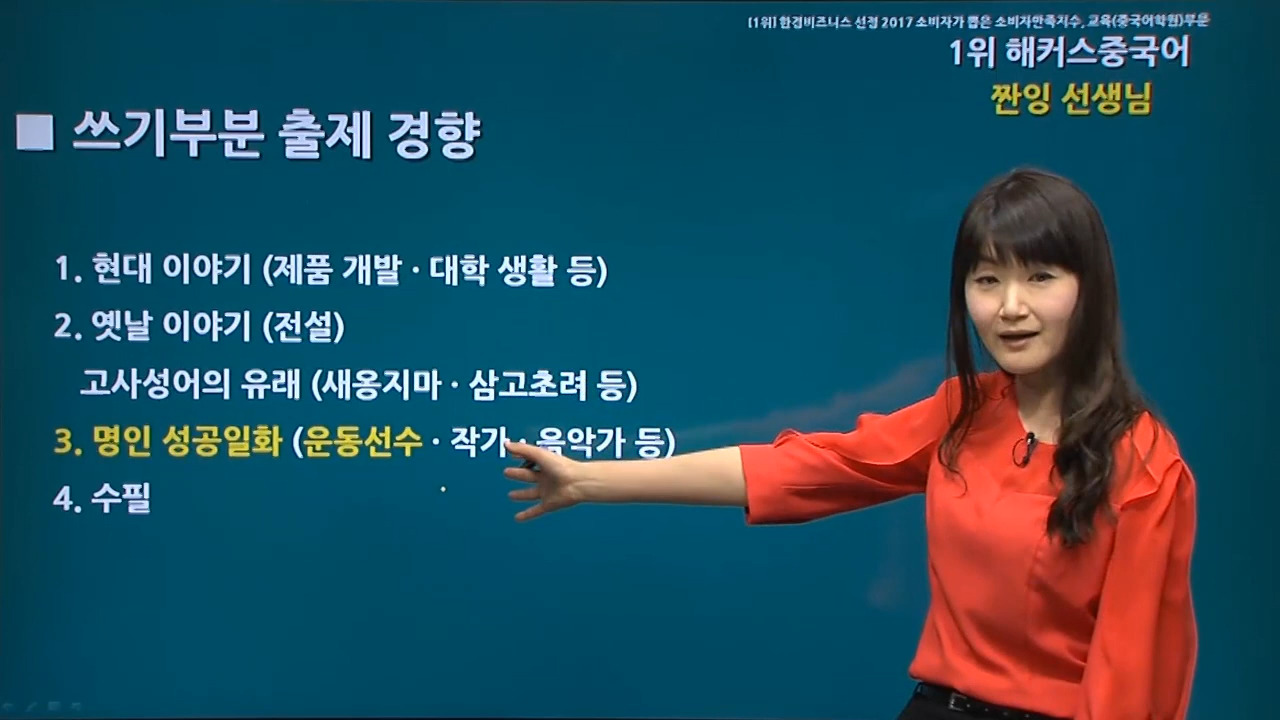 [1위] 한경비즈니스 선정 2017 소비자가 뽑은 소비자만족지수, 교육(중국어학원)부문
1위 해커스중국어
짠잉 선생님
■ 쓰기부분 출제 경향
1. 현대 이야기 (제품 개발 · 대학 생활 등)
2. 옛날 이야기 (전설)
고사성어의 유래 (새옹지마 · 삼고초려 등)
3. 명인 성공일화 (운동선수 · 작가 · 음악가 등)
4. 수필